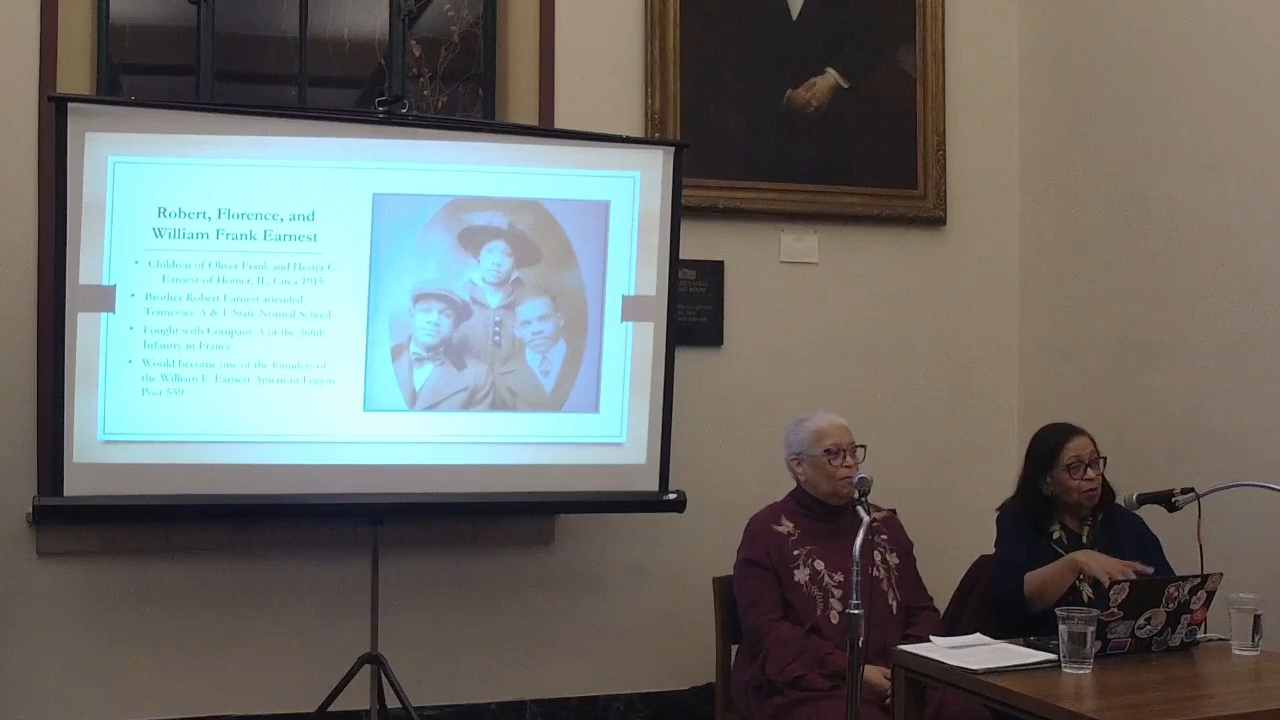 Robert, Florence, and
William Frank Earnest
• Children of Oliver Frank and Hester C
Earnest of Homer, IL, Circa 1915
• Brother Robert Earnest attended
Tennessee A & I State Normal School
• Fought with Company A of the 368th
Infantry in France
• Would become one of the founders of
the William F. Earnest American Legion
Post 559